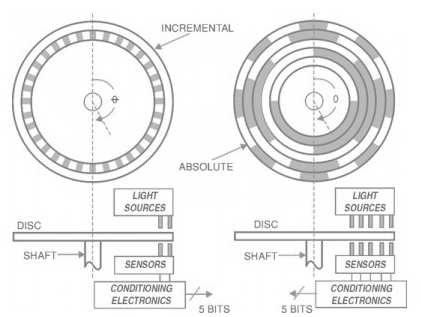 INCREMENTAL
θ
ABSOLUTE
LIGHT
SOURCES
DISC
SHAFT
SENSORS
CONDITIONING
ELECTRONICS
5 BITS
LIGHT
SOURCES
DISC
SHAFT
SENSORS
CONDITIONING
ELECTRONICS
5 BITS